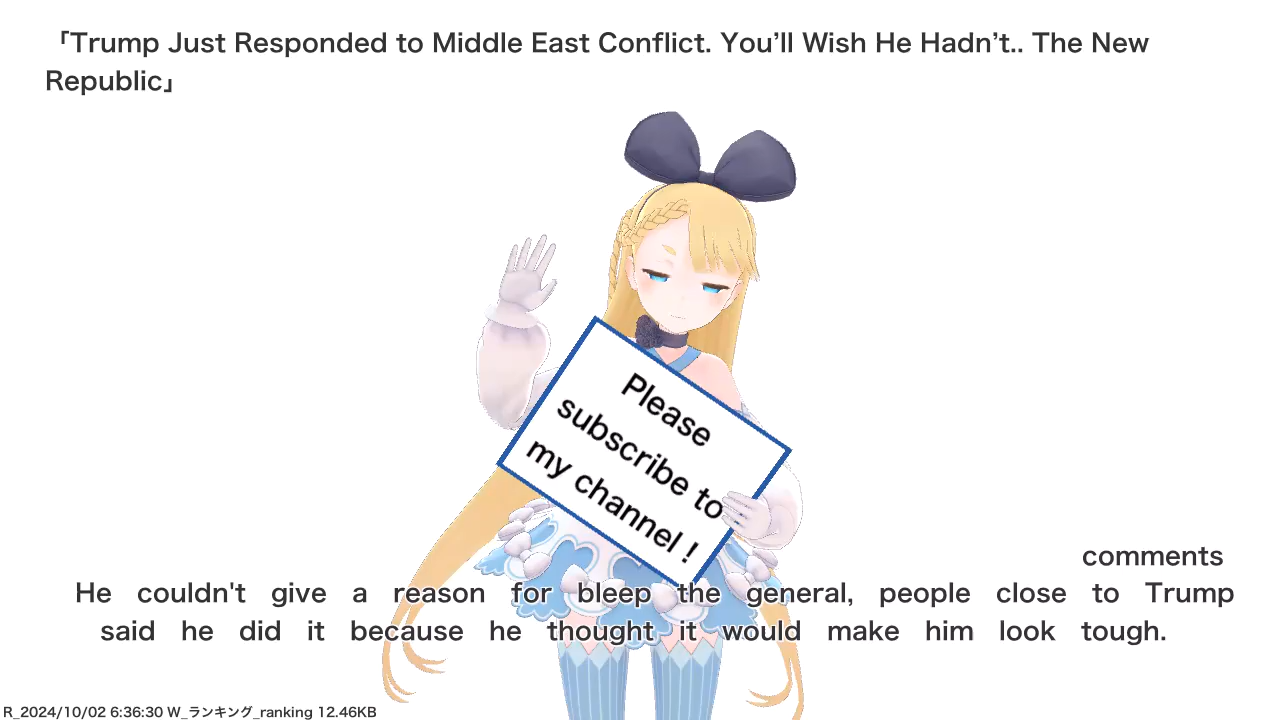 「Trump Just Responded to Middle East Conflict. You’ll Wish He Hadn’t.. The New
Republic」
Please
subscribe to
my channel !
comments
He couldn't give a reason for bleep the general, people close to Trump
said he did it because he thought it would make him look tough.
R_2024/10/02 6:36:30 W_ランキング_ranking 12.46KB